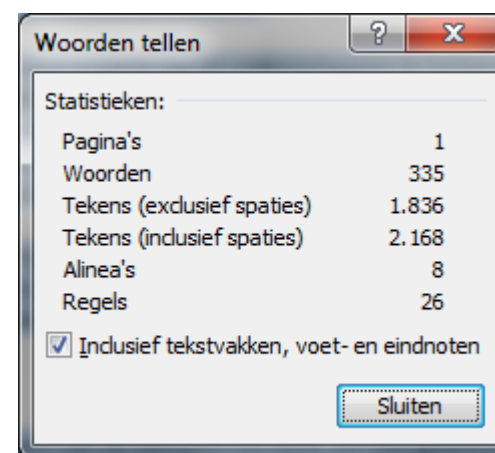 Woorden tellen
Statistieken:
Pagina's 1
Woorden 335
Tekens (exclusief spaties) 1.836
Tekens (inclusief spaties) 2.168
Alinea's 8
Regels 26
Inclusief tekstvakken, voet- en eindnoten
Sluiten